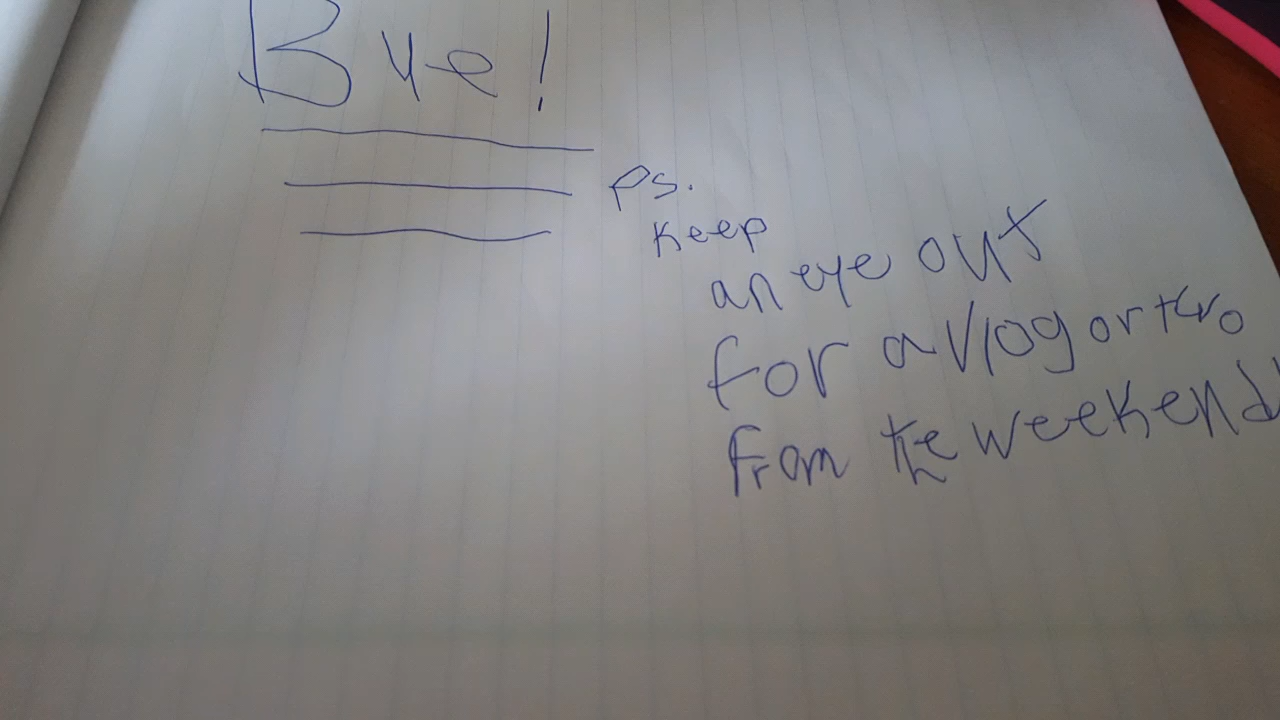 Bye!
Ps.
Keep
an eye out
for a vlog or two
from the weekend!